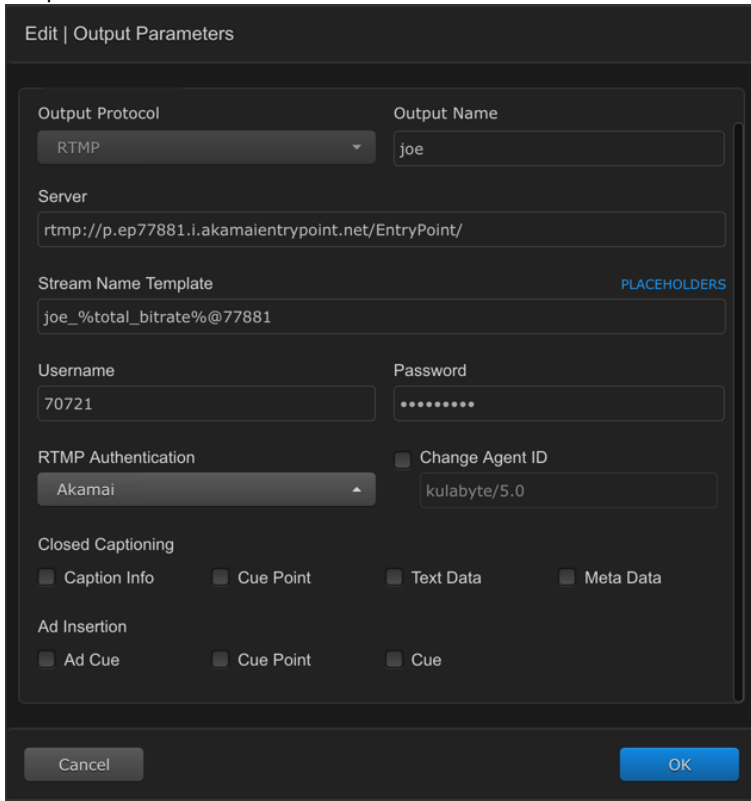 Edit | Output Parameters
Output Protocol Output Name
RTMP joe
Server
rtmp://p.ep77881.i.akamaientrypoint.net/EntryPoint/
Stream Name Template PLACEHOLDERS
joe_%total_bitrate%@77881
Username Password
70721 •••••••••
RTMP Authentication Change Agent ID
Akamai kulabyte/5.0
Closed Captioning
Caption Info Cue Point Text Data Meta Data
Ad Insertion
Ad Cue Cue Point Cue
Cancel OK